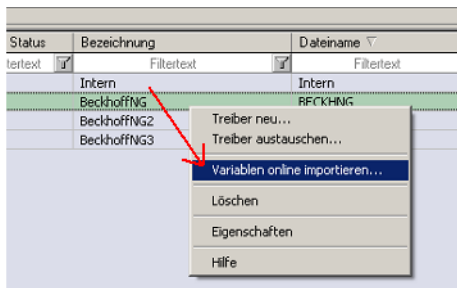 Status Bezeichnung Dateiname
tertext Filtertext Filtertext
Intern Intern
BeckhoffNG BECKHNG
BeckhoffNG2
BeckhoffNG3
Treiber neu...
Treiber austauschen...
Variablen online importieren...
Löschen
Eigenschaften
Hilfe